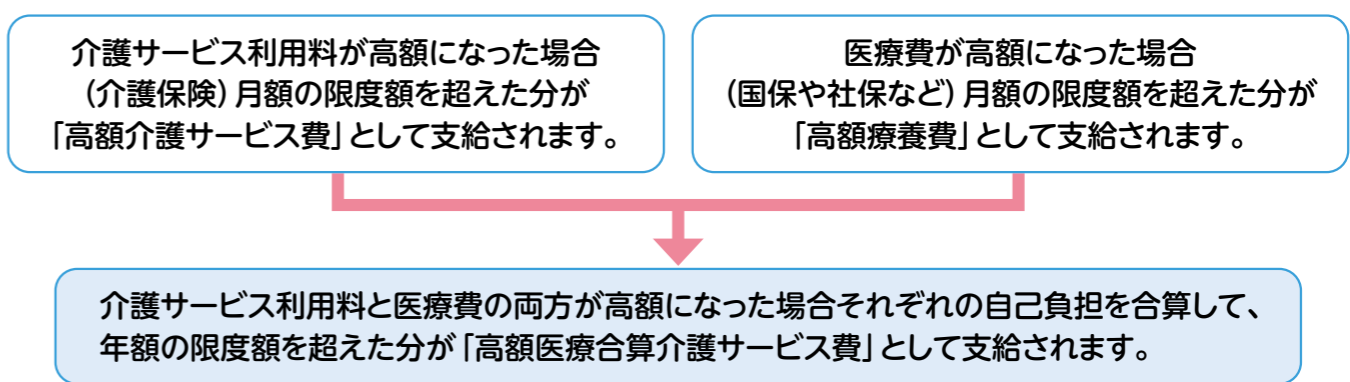 介護サービス利用料が高額になった場合
（介護保険）月額の限度額を超えた分が
「高額介護サービス費」として支給されます。
医療費が高額になった場合
（国保や社保など）月額の限度額を超えた分が
「高額療養費」として支給されます。
介護サービス利用料と医療費の両方が高額になった場合それぞれの自己負担を合算して、
年額の限度額を超えた分が「高額医療合算介護サービス費」として支給されます。